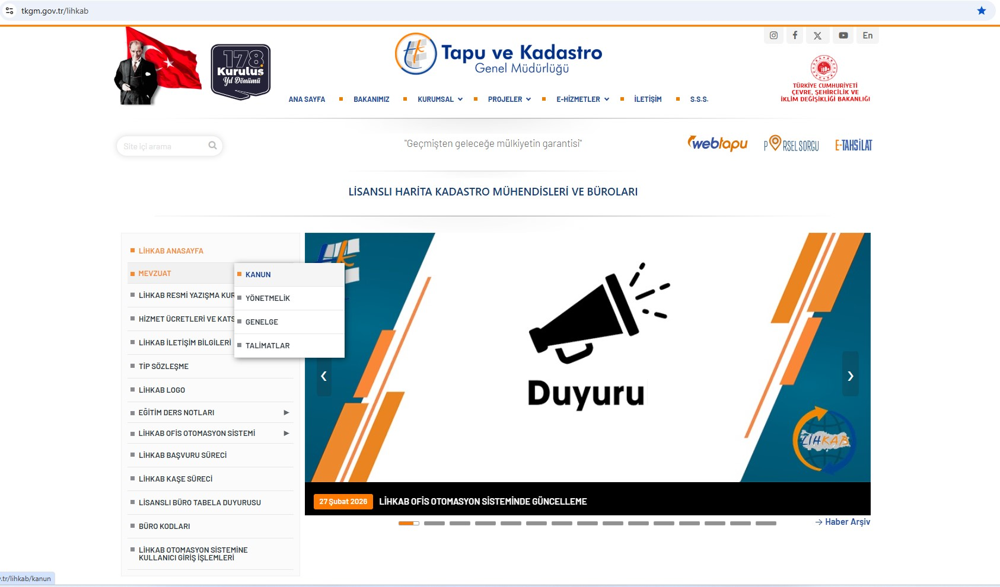 tkgm.gov.tr/lihkab
178.
Kuruluş
Yıl Dönümü
Tapu ve Kadastro
Genel Müdürlüğü
En
TÜRKİYE CUMHURİYETİ
ÇEVRE, ŞEHİRCİLİK VE
İKLİM DEĞİŞİKLİĞİ BAKANLIĞI
ANA SAYFA
BAKANIMIZ
KURUMSAL
PROJELER
E-HİZMETLER
İLETİŞİM
S.S.S.
Site içi arama
"Geçmişten geleceğe mülkiyetin garantisi"
webtapu
PARSEL SORGU
E-TAHSİLAT
LİSANSLI HARİTA KADASTRO MÜHENDİSLERİ VE BÜROLARI
LİHKAB ANASAYFA
MEVZUAT
KANUN
YÖNETMELİK
GENELGE
TALİMATLAR
LİHKAB RESMİ YAZIŞMA KUR
HİZMET ÜCRETLERİ VE KATS
LİHKAB İLETİŞİM BİLGİLERİ
TİP SÖZLEŞME
LİHKAB LOGO
EĞİTİM DERS NOTLARI
LİHKAB OFİS OTOMASYON SİSTEMİ
LİHKAB BAŞVURU SÜRECİ
LİHKAB KAŞE SÜRECİ
LİSANSLI BÜRO TABELA DUYURUSU
BÜRO KODLARI
LİHKAB OTOMASYON SİSTEMİNE
KULLANICI GİRİŞ İŞLEMLERİ
Duyuru
LİHKAB
27 Şubat 2026
LİHKAB OFİS OTOMASYON SİSTEMİNDE GÜNCELLEME
Haber Arşiv
.tr/lihkab/kanun